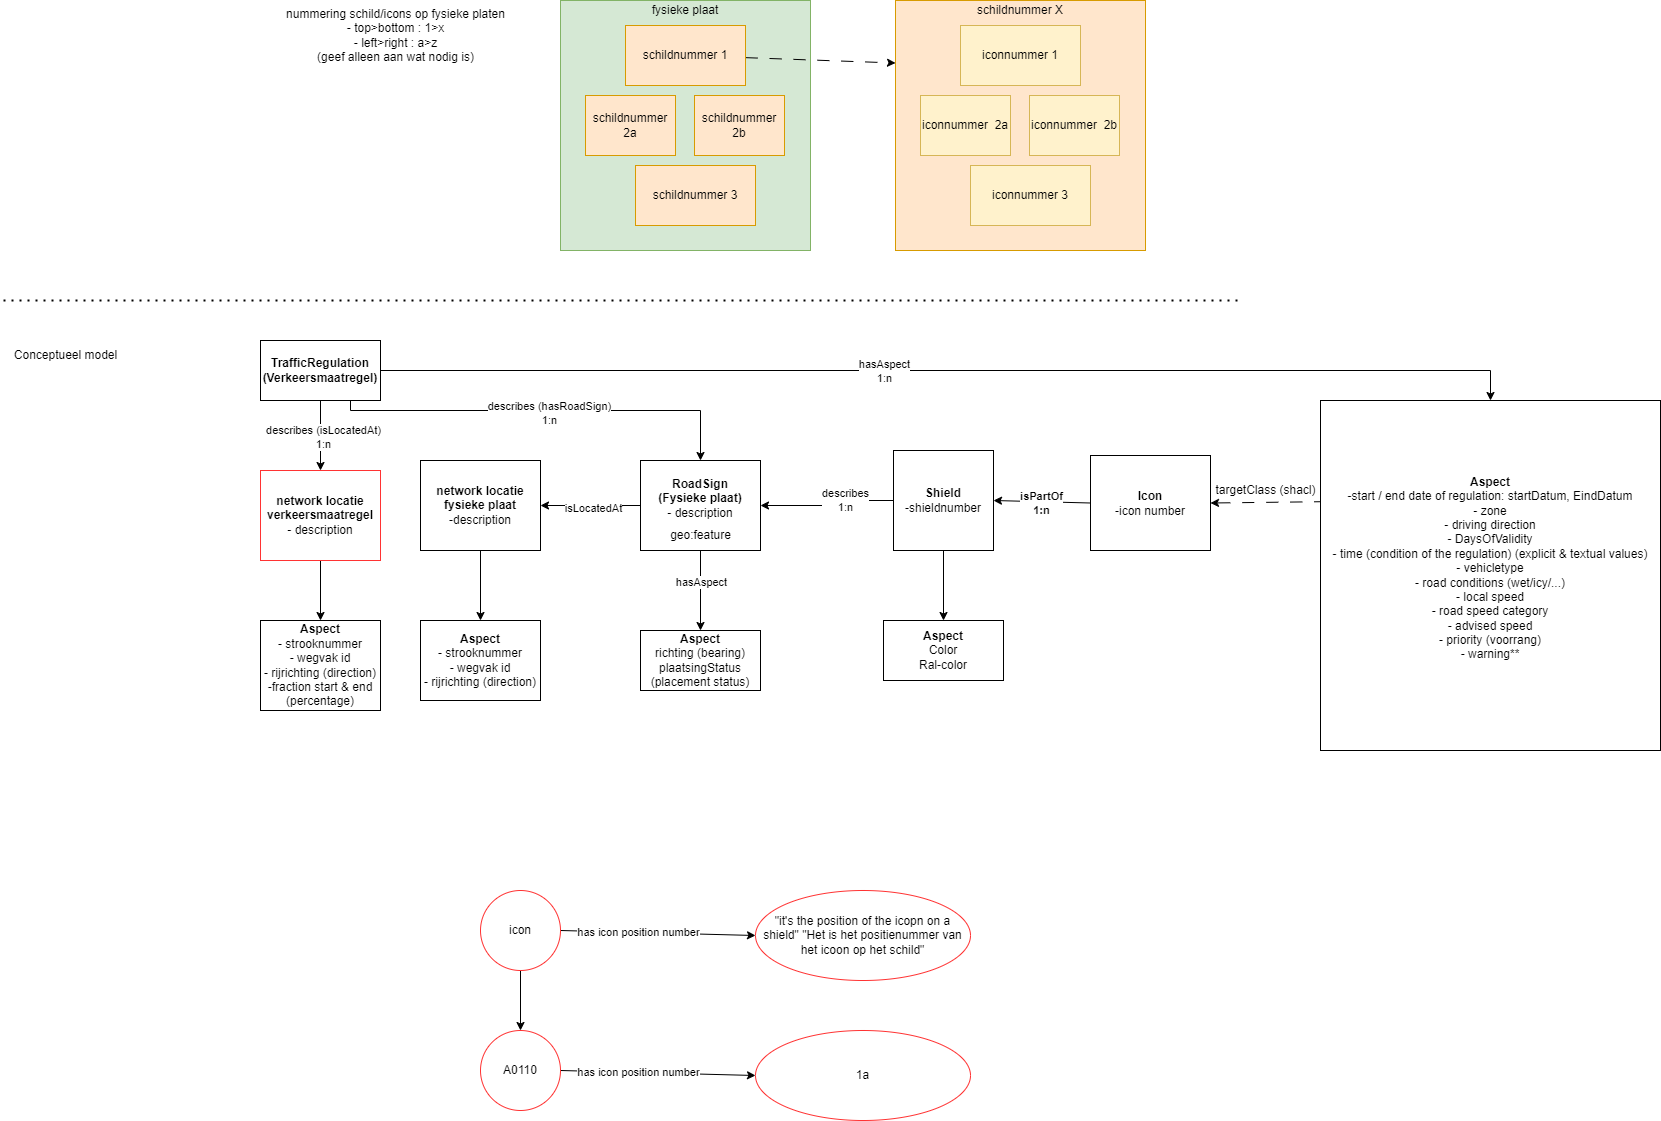 nummering schild/icons op fysieke platen
- top>bottom : 1>x
- left>right : a>z
(geef alleen aan wat nodig is)
fysieke plaat
schildnummer 1
schildnummer
2a
schildnummer
2b
schildnummer 3
schildnummer X
iconnummer 1
iconnummer 2a
iconnummer 2b
iconnummer 3
Conceptueel model
TrafficRegulation
(Verkeersmaatregel)
hasAspect
1:n
describes (hasRoadSign)
1:n
describes (isLocatedAt)
1:n
network locatie
verkeersmaatregel
- description
network locatie
fysieke plaat
-description
isLocatedAt
RoadSign
(Fysieke plaat)
- description
geo:feature
describes
1:n
Shield
-shieldnumber
isPartOf
1:n
Icon
-icon number
targetClass (shacl)
Aspect
-start / end date of regulation: startDatum, EindDatum
- zone
- driving direction
- DaysOfValidity
- time (condition of the regulation) (explicit & textual values)
- vehicletype
- road conditions (wet/icy/...)
- local speed
- road speed category
- advised speed
- priority (voorrang)
- warning**
hasAspect
Aspect
- strooknummer
- wegvak id
- rijrichting (direction)
-fraction start & end
(percentage)
Aspect
- strooknummer
- wegvak id
- rijrichting (direction)
Aspect
richting (bearing)
plaatsingStatus
(placement status)
Aspect
Color
Ral-color
icon
has icon position number
"it's the position of the icopn on a
shield" "Het is het positienummer van
het icoon op het schild"
A0110
has icon position number
1a